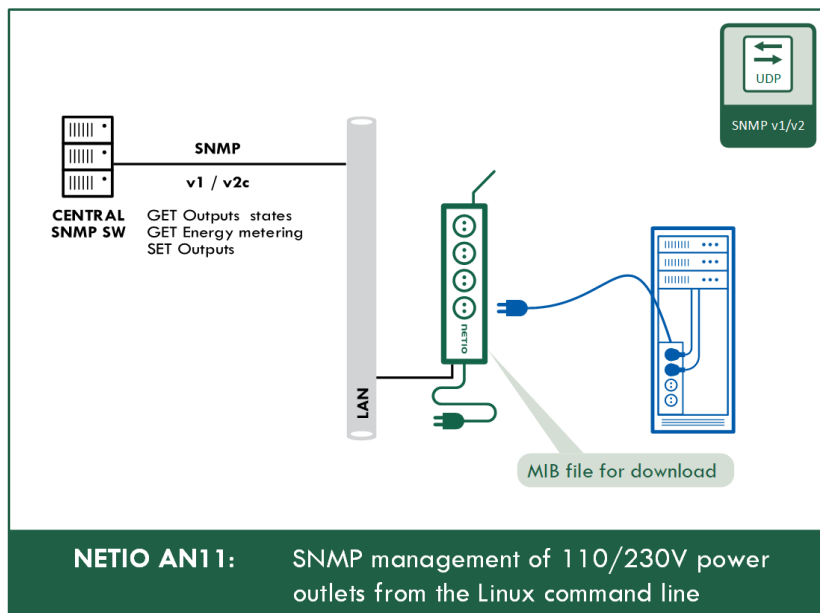 UDP
SNMP v1/v2
SNMP
v1 / v2c
CENTRAL
SNMP SW
GET Outputs states
GET Energy metering
SET Outputs
LAN
NETIO
MIB file for download
NETIO AN11:
SNMP management of 110/230V power
outlets from the Linux command line